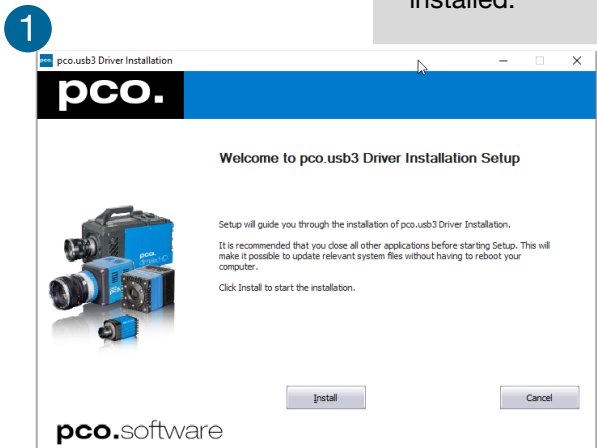 installed.
1
pco. pco.usb3 Driver Installation
pco.
Welcome to pco.usb3 Driver Installation Setup
Setup will guide you through the installation of pco.usb3 Driver Installation.
It is recommended that you close all other applications before starting Setup. This will
make it possible to update relevant system files without having to reboot your
computer.
Click Install to start the installation.
pco.
Install
Cancel
pco.software